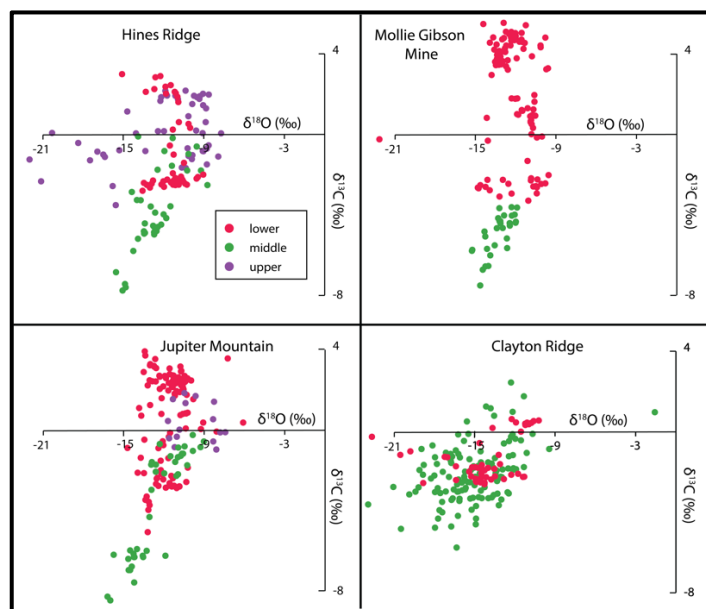 Hines Ridge
4
δ18O (‰)
-21 -15 -9 -3
δ13C (‰)
-8
lower
middle
upper
Mollie Gibson
Mine
4
δ18O (‰)
-21 -15 -9 -3
δ13C (‰)
-8
Jupiter Mountain
4
δ18O (‰)
-21 -15 -9 -3
δ13C (‰)
-8
Clayton Ridge
4
δ18O (‰)
-21 -15 -9 -3
δ13C (‰)
-8